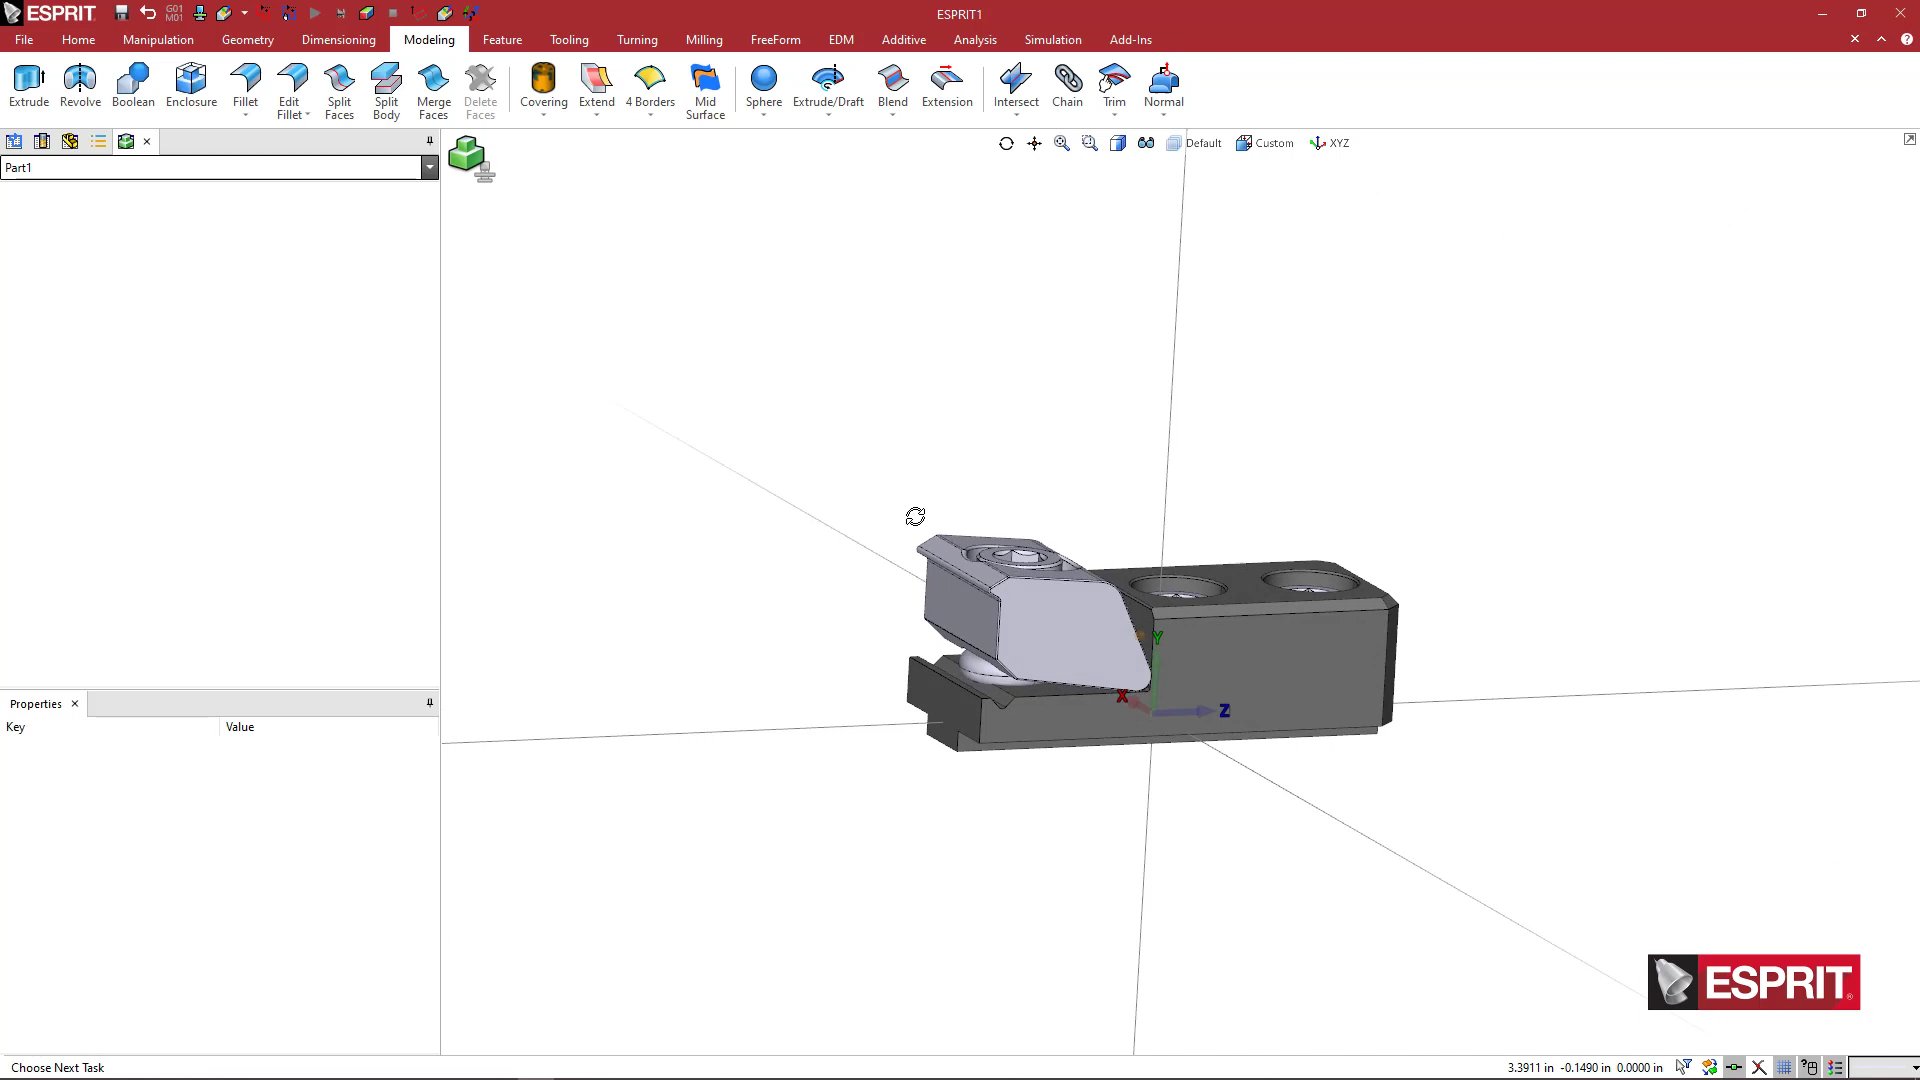 ESPRIT
G01
M01
ESPRIT1
File Home Manipulation Geometry Dimensioning Modeling Feature Tooling Turning Milling FreeForm EDM Additive Analysis Simulation Add-Ins
Extrude Revolve Boolean Enclosure Fillet Edit Fillet Split Faces Split Body Merge Faces Delete Faces Covering Extend 4 Borders Mid Surface Sphere Extrude/Draft Blend Extension Intersect Chain Trim Normal
Default Custom XYZ
Part1
Y
X
Z
Properties
Key Value
ESPRIT
Choose Next Task
3.3911 in -0.1490 in 0.0000 in